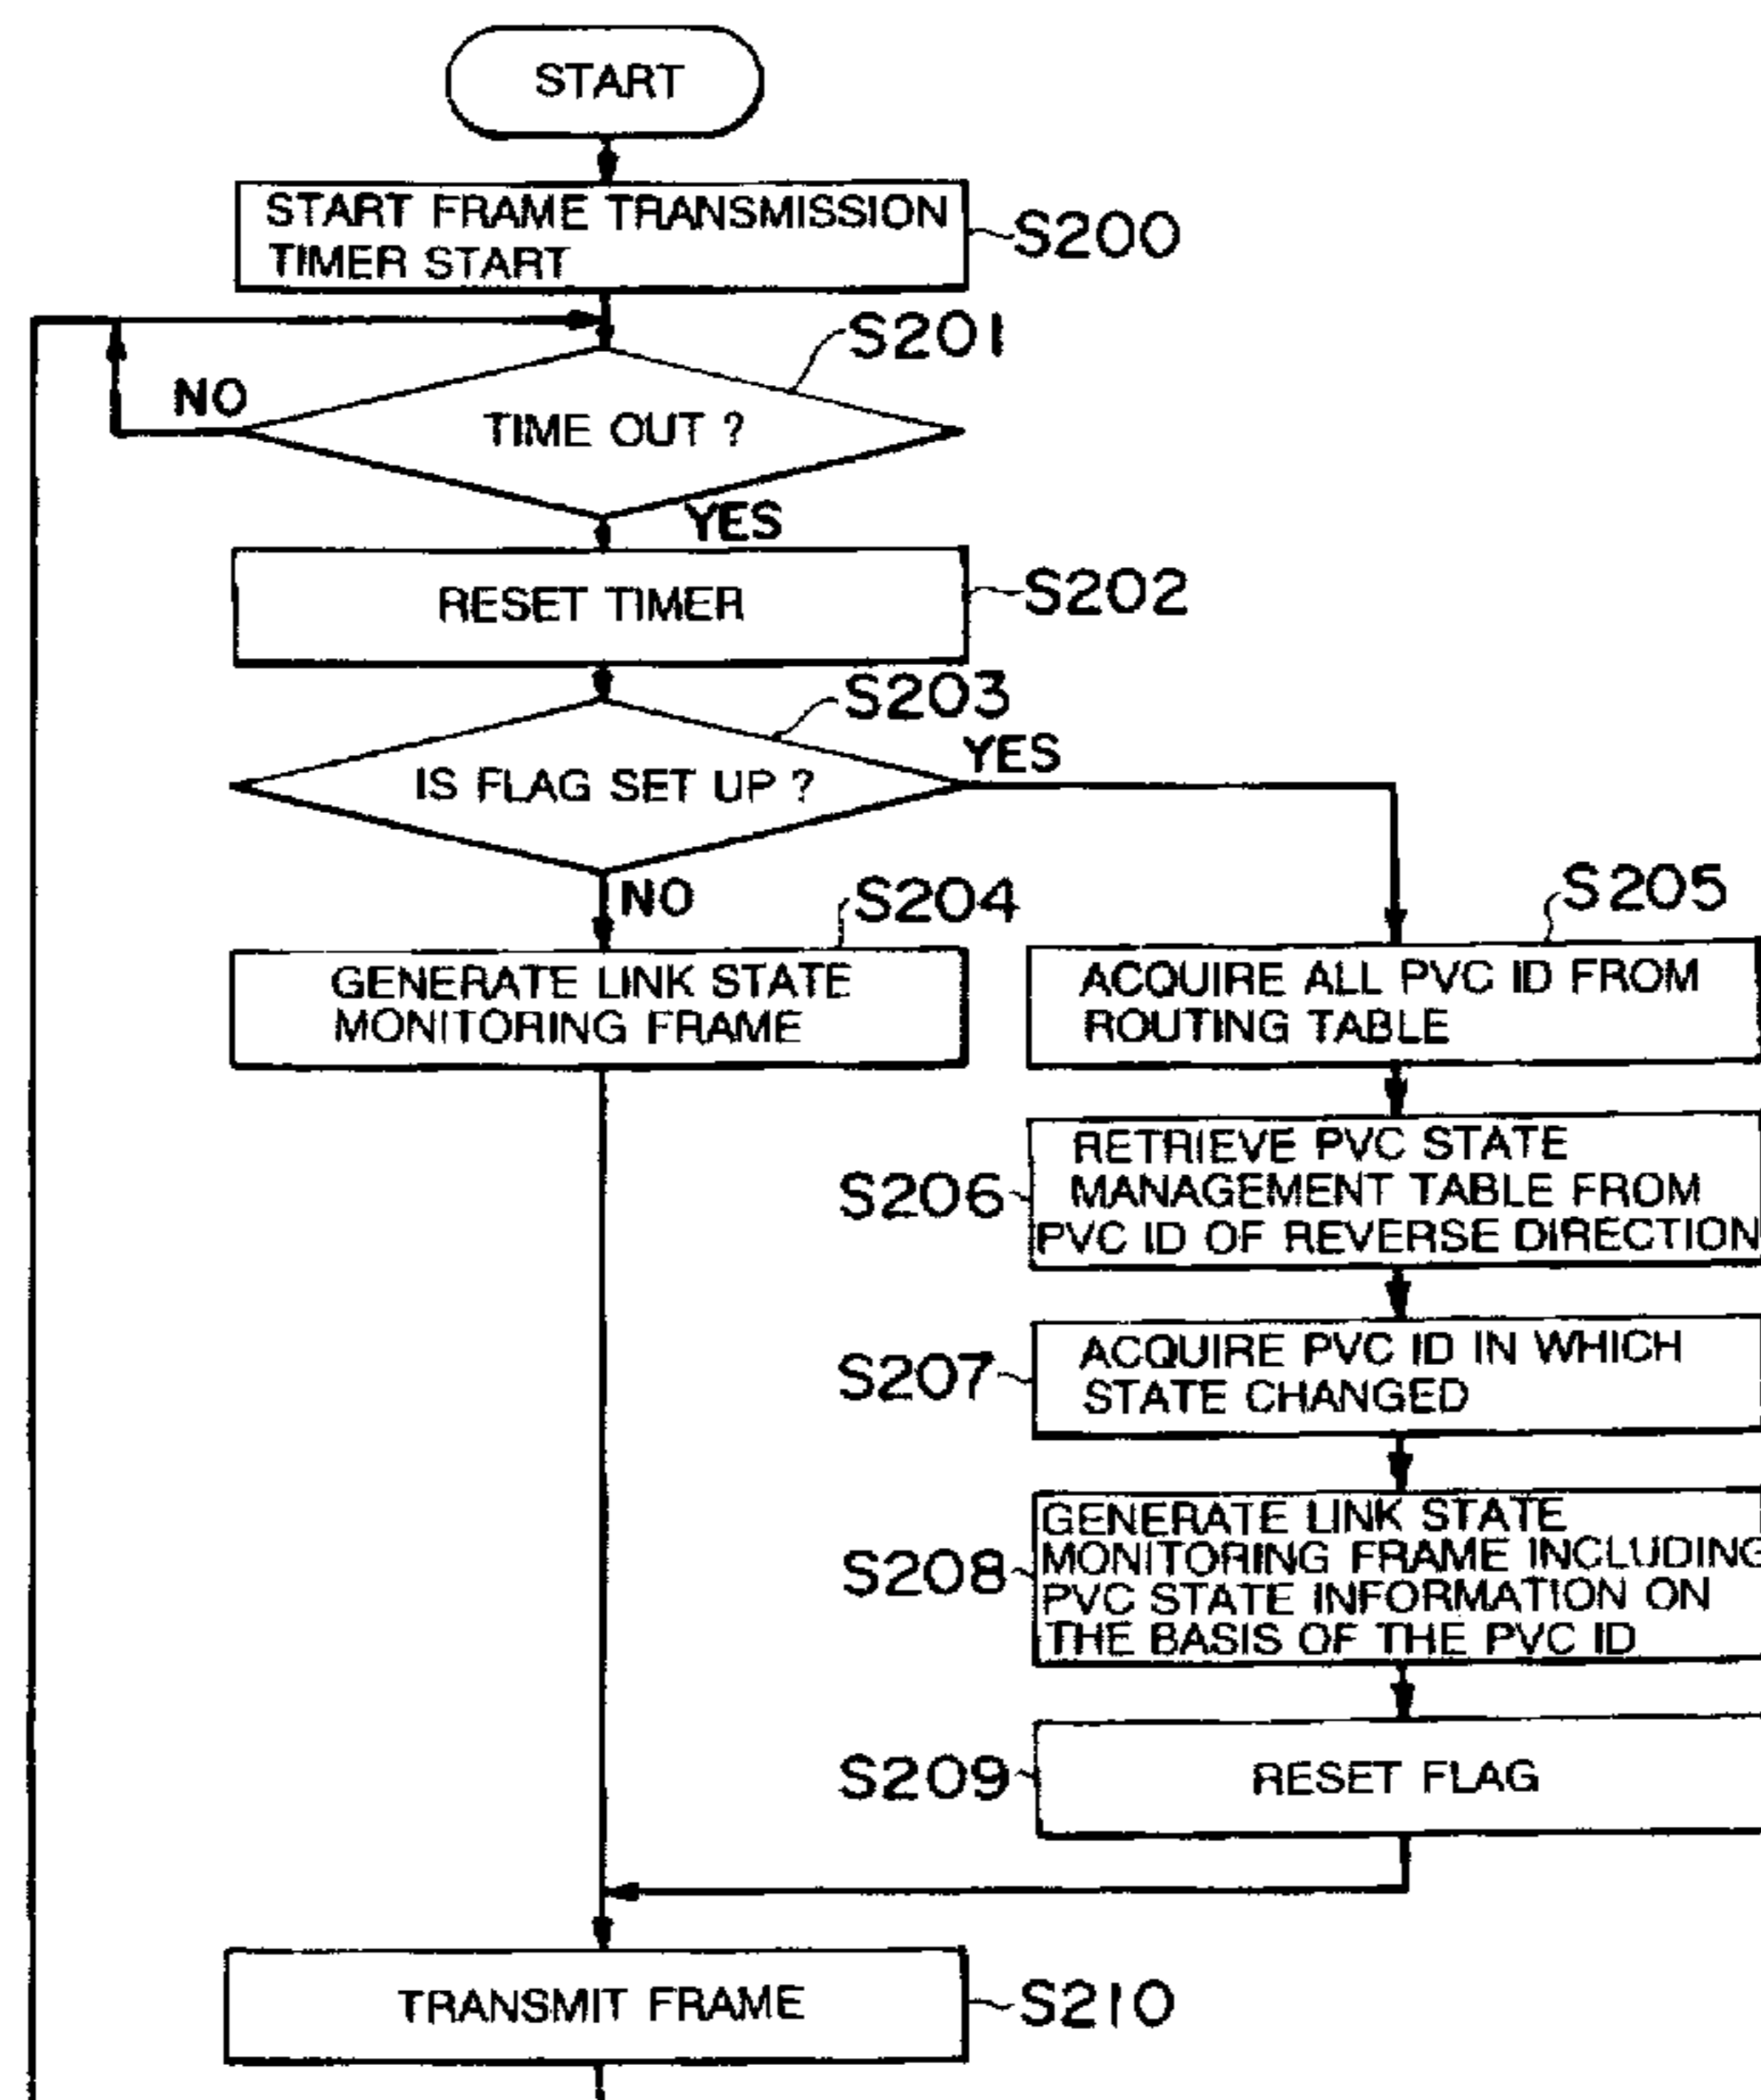 START
START FRAME TRANSMISSION
TIMER START
S200
S201
NO
TIME OUT ?
YES
RESET TIMER
S202
S203
YES
IS FLAG SET UP ?
NO
S204
S205
GENERATE LINK STATE
MONITORING FRAME
ACQUIRE ALL PVC ID FROM
ROUTING TABLE
RETRIEVE PVC STATE
MANAGEMENT TABLE FROM
PVC ID OF REVERSE DIRECTION
S206
ACQUIRE PVC ID IN WHICH
STATE CHANGED
S207
GENERATE LINK STATE
MONITORING FRAME INCLUDING
PVC STATE INFORMATION ON
THE BASIS OF THE PVC ID
S208
RESET FLAG
S209
TRANSMIT FRAME
S210